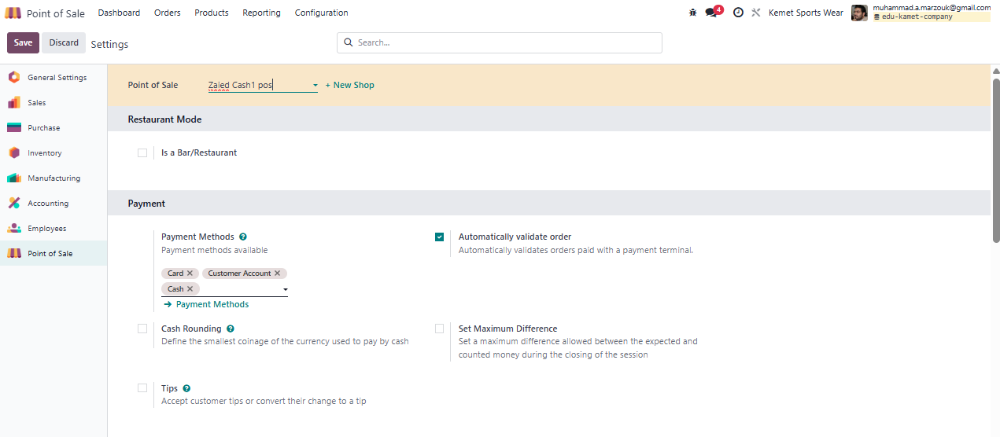 Point of Sale Dashboard Orders Products Reporting Configuration 4 Kemet Sports Wear muhammad.a.marzouk@gmail.com
edu-kamet-company
Save Discard Settings Search...
General Settings
Sales
Purchase
Inventory
Manufacturing
Accounting
Employees
Point of Sale
Point of Sale Zaied Cash1 pos + New Shop
Restaurant Mode
Is a Bar/Restaurant
Payment
Payment Methods ?
Payment methods available
Card × Customer Account ×
Cash ×
→ Payment Methods
Automatically validate order
Automatically validates orders paid with a payment terminal.
Cash Rounding ?
Define the smallest coinage of the currency used to pay by cash
Set Maximum Difference
Set a maximum difference allowed between the expected and
counted money during the closing of the session
Tips ?
Accept customer tips or convert their change to a tip